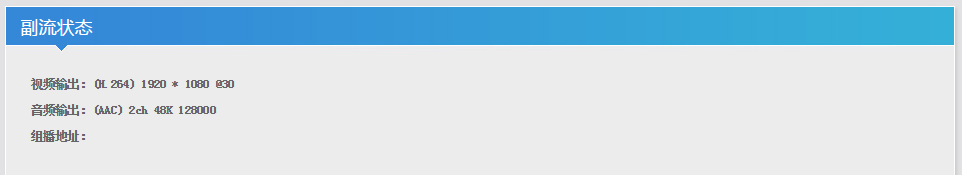 副流状态
视频输出: (H.264) 1920 * 1080 @30
音频输出: (AAC) 2ch 48K 128000
组播地址: